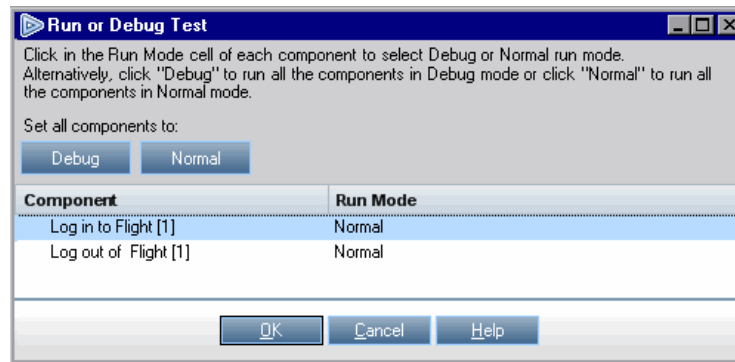 Run or Debug Test
Click in the Run Mode cell of each component to select Debug or Normal run mode.
Alternatively, click "Debug" to run all the components in Debug mode or click "Normal" to run all
the components in Normal mode.
Set all components to:
Debug Normal
Component Run Mode
Log in to Flight [1] Normal
Log out of Flight [1] Normal
OK Cancel Help